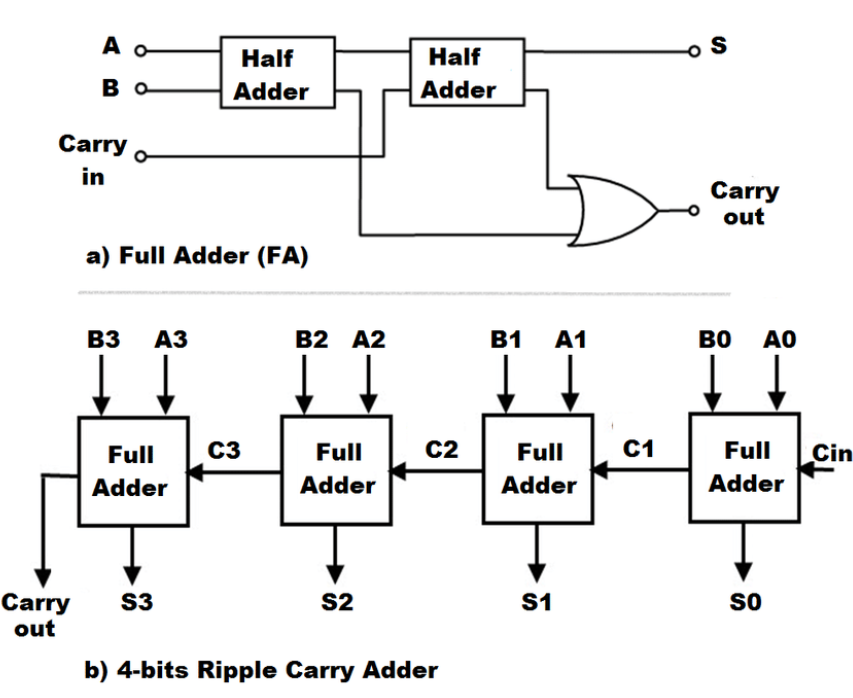 A
Half
Adder
Half
Adder
S
B
Carry
in
Carry
out
a) Full Adder (FA)
B3 A3 B2 A2 B1 A1 B0 A0
Full
Adder
C3
Full
Adder
C2
Full
Adder
C1
Full
Adder
Cin
Carry
out
S3 S2 S1 S0
b) 4-bits Ripple Carry Adder